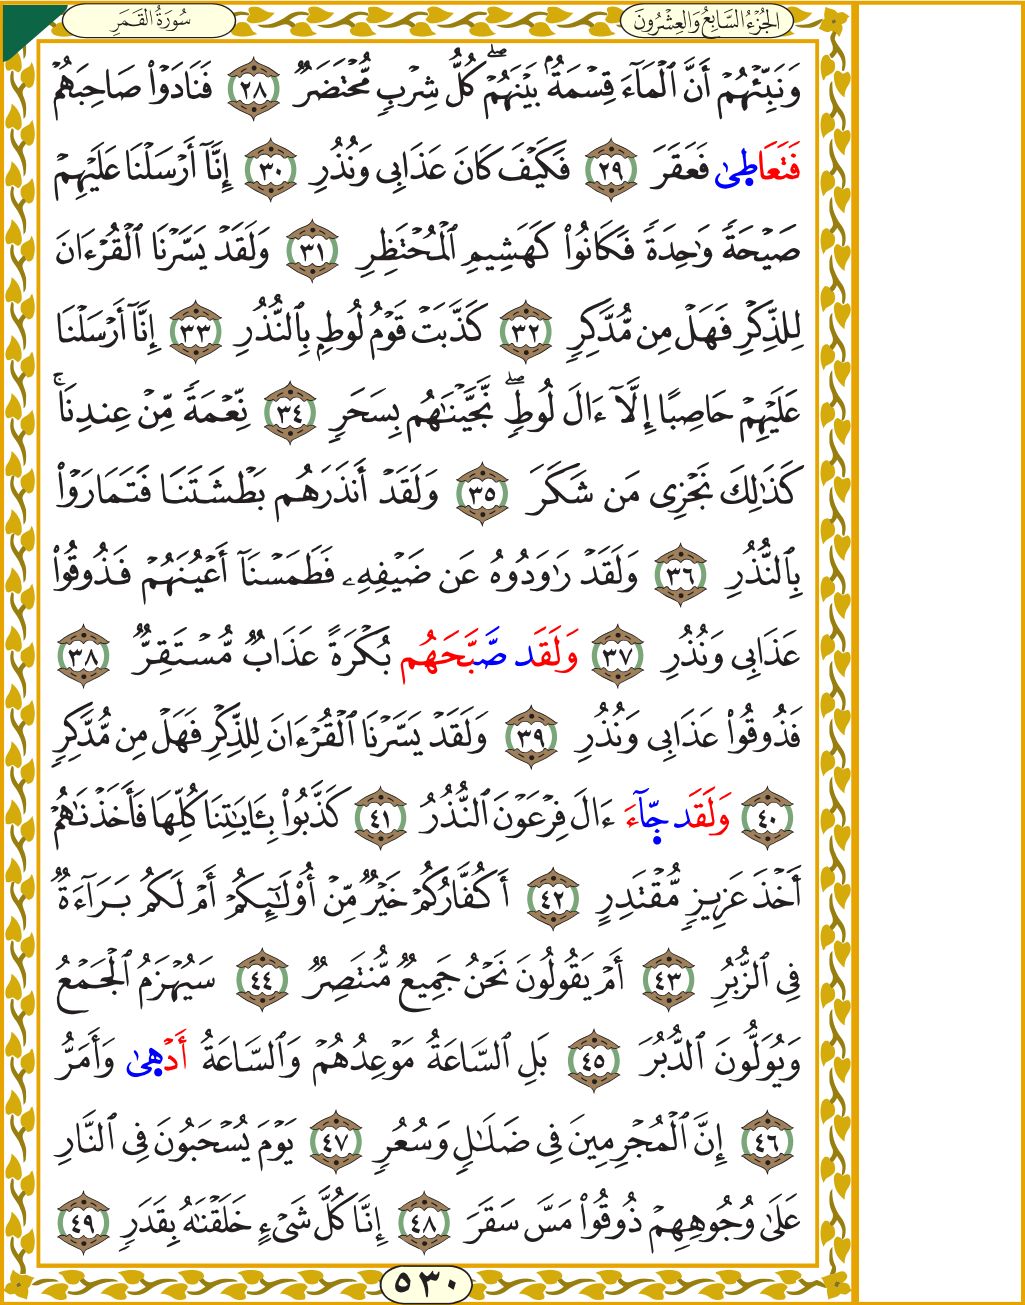 الجُزْءُ السَّابِعُ وَالعِشْرُونَ
سُورَةُ القَمَرِ
وَنَبِّئْهُمْ أَنَّ ٱلْمَآءَ قِسْمَةٌۢ بَيْنَهُمْۖ كُلُّ شِرْبٖ مُّحْتَضَرٞ ٢٨ فَنَادَوْاْ صَاحِبَهُمْ
فَتَعَاطٜىٰ فَعَقَرَ ٢٩ فَكَيْفَ كَانَ عَذَابِى وَنُذُرِ ٣٠ إِنَّآ أَرْسَلْنَا عَلَيْهِمْ
صَيْحَةٗ وَٰحِدَةٗ فَكَانُواْ كَهَشِيمِ ٱلْمُحْتَظِرِ ٣١ وَلَقَدْ يَسَّرْنَا ٱلْقُرْءَانَ
لِلذِّكْرِ فَهَلْ مِن مُّدَّكِرٖ ٣٢ كَذَّبَتْ قَوْمُ لُوطِۭ بِٱلنُّذُرِ ٣٣ إِنَّآ أَرْسَلْنَا
عَلَيْهِمْ حَاصِبًا إِلَّآ ءَالَ لُوطٖۖ نَّجَّيْنَٰهُم بِسَحَرٖ ٣٤ نِّعْمَةٗ مِّنْ عِندِنَاۚ
كَذَٰلِكَ نَجْزِى مَن شَكَرَ ٣٥ وَلَقَدْ أَنذَرَهُم بَطْشَتَنَا فَتَمَارَوْاْ
بِٱلنُّذُرِ ٣٦ وَلَقَدْ رَٰوَدُوهُ عَن ضَيْفِهِۦ فَطَمَسْنَآ أَعْيُنَهُمْ فَذُوقُواْ
عَذَابِى وَنُذُرِ ٣٧ وَلَقَد صَّبَّحَهُم بُكْرَةً عَذَابٞ مُّسْتَقِرّٞ ٣٨
فَذُوقُواْ عَذَابِى وَنُذُرِ ٣٩ وَلَقَدْ يَسَّرْنَا ٱلْقُرْءَانَ لِلذِّكْرِ فَهَلْ مِن مُّدَّكِرٖ
٤٠ وَلَقَد جّٜآءَ ءَالَ فِرْعَوْنَ ٱلنُّذُرُ ٤١ كَذَّبُواْ بِـَٔايَٰتِنَا كُلِّهَا فَأَخَذْنَٰهُمْ
أَخْذَ عَزِيزٖ مُّقْتَدِرٍ ٤٢ أَكُفَّارُكُمْ خَيْرٞ مِّنْ أُوْلَٰٓئِكُمْ أَمْ لَكُم بَرَآءَةٞ
فِى ٱلزُّبُرِ ٤٣ أَمْ يَقُولُونَ نَحْنُ جَمِيعٞ مُّنتَصِرٞ ٤٤ سَيُهْزَمُ ٱلْجَمْعُ
وَيُوَلُّونَ ٱلدُّبُرَ ٤٥ بَلِ ٱلسَّاعَةُ مَوْعِدُهُمْ وَٱلسَّاعَةُ أَدْهٜىٰ وَأَمَرُّ
٤٦ إِنَّ ٱلْمُجْرِمِينَ فِى ضَلَٰلٖ وَسُعُرٖ ٤٧ يَوْمَ يُسْحَبُونَ فِى ٱلنَّارِ
عَلَىٰ وُجُوهِهِمْ ذُوقُواْ مَسَّ سَقَرَ ٤٨ إِنَّا كُلَّ شَىْءٍ خَلَقْنَٰهُ بِقَدَرٖ ٤٩
٥٣٠